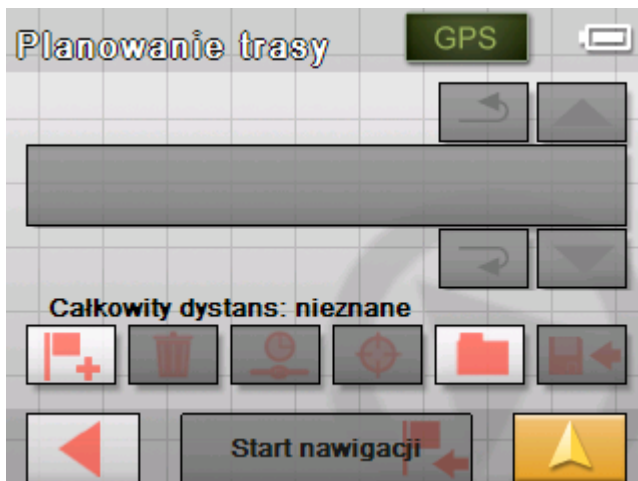 Planowanie trasy
GPS
Całkowity dystans: nieznane
Start nawigacji